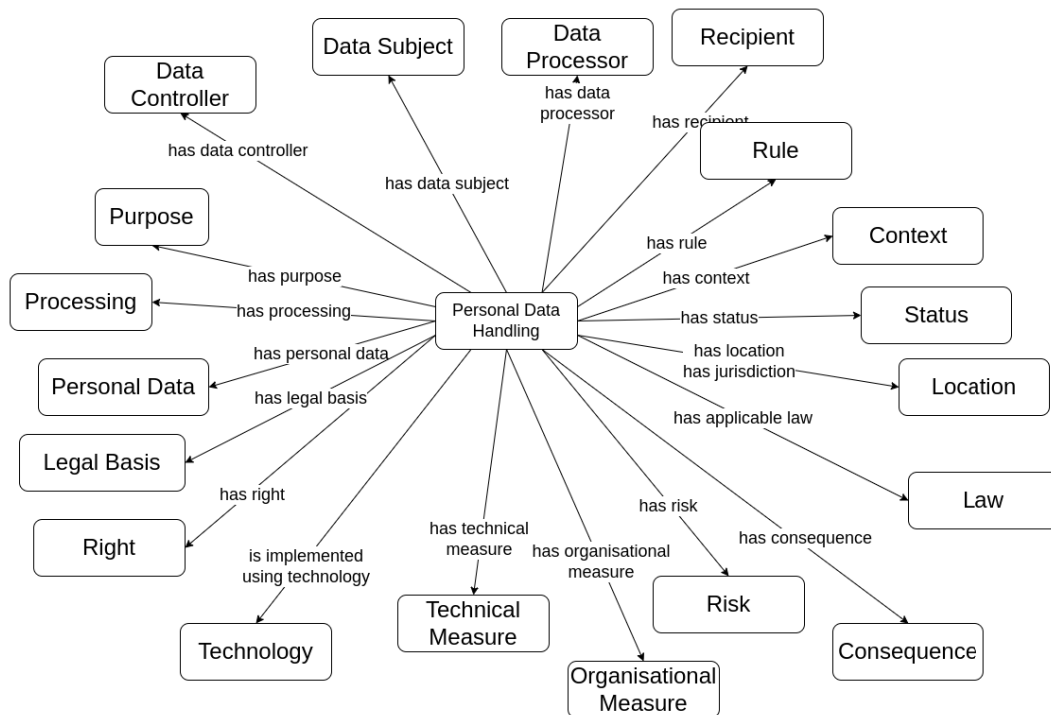 Data Subject
Data
Processor
Recipient
Data
Controller
has data
processor
has recipient
has data controller
Rule
has data subject
Purpose
Context
has rule
has purpose
has context
Processing
has processing
Personal Data
Handling
has status
Status
has personal data
has location
has jurisdiction
Personal Data
Location
has legal basis
has applicable law
Legal Basis
has right
has risk
Law
Right
has technical
measure
has consequence
is implemented
using technology
has organisational
measure
Technical
Measure
Risk
Technology
Consequence
Organisational
Measure